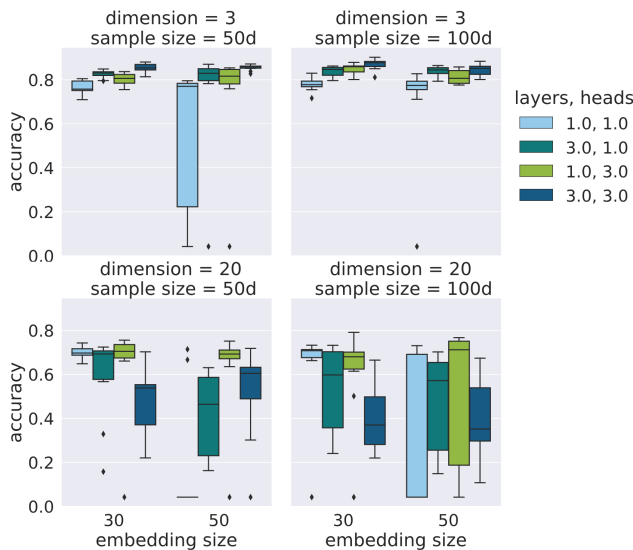 dimension = 3
sample size = 50d
dimension = 3
sample size = 100d
accuracy
0.8
0.6
0.4
0.2
0.0
layers, heads
1.0, 1.0
3.0, 1.0
1.0, 3.0
3.0, 3.0
dimension = 20
sample size = 50d
dimension = 20
sample size = 100d
accuracy
0.8
0.6
0.4
0.2
0.0
30
50
30
50
embedding size
embedding size